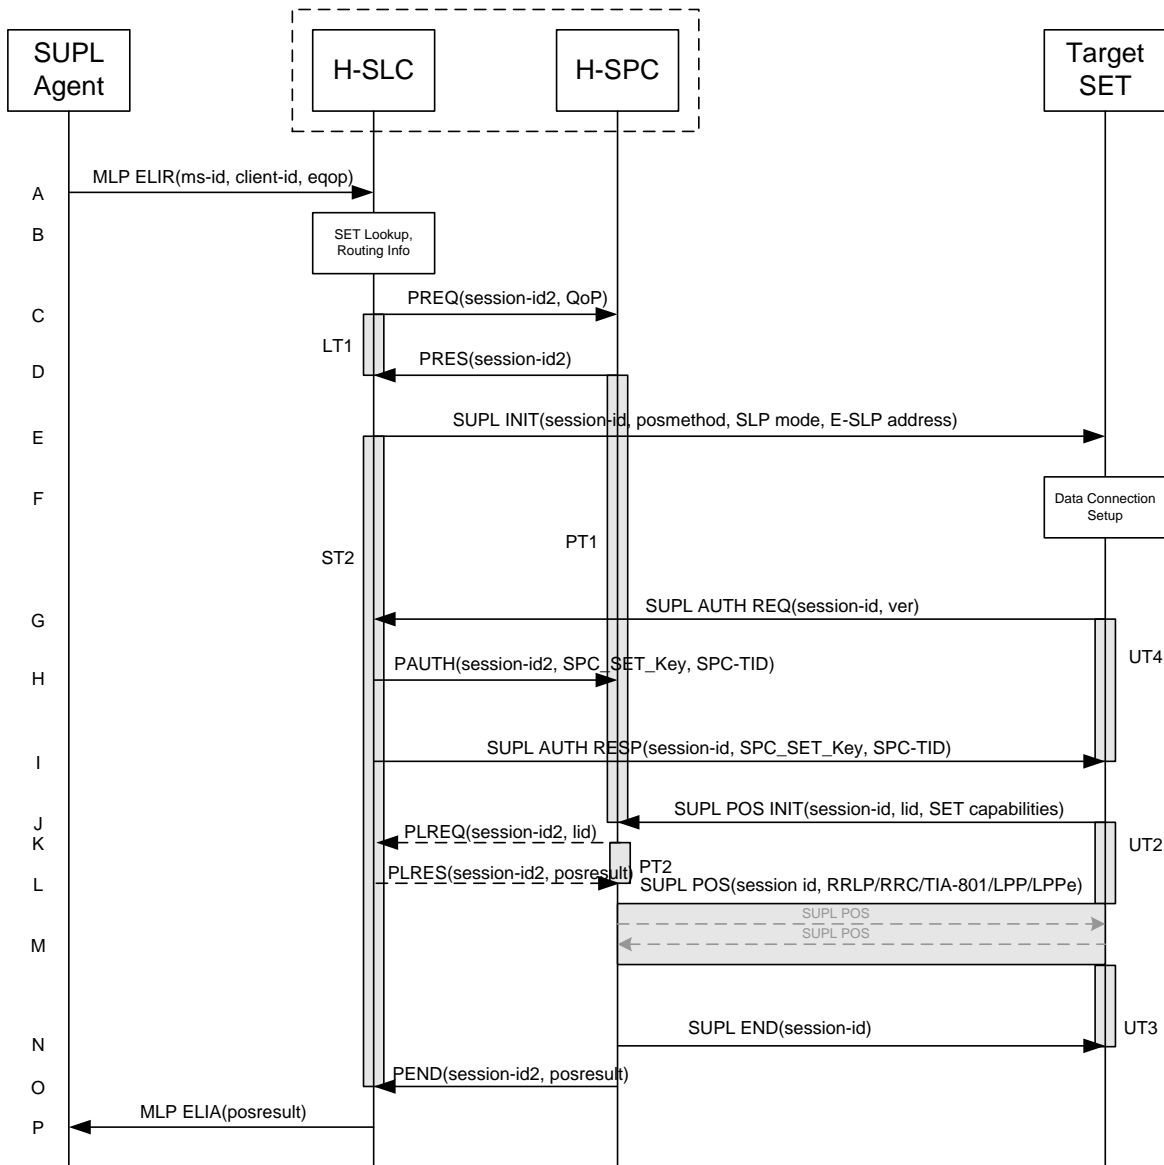 SUPL
Agent
H-SLC
H-SPC
Target
SET
A
MLP ELIR(ms-id, client-id, eqop)
B
SET Lookup,
Routing Info
C
PREQ(session-id2, QoP)
LT1
D
PRES(session-id2)
E
SUPL INIT(session-id, posmethod, SLP mode, E-SLP address)
F
Data Connection
Setup
ST2
PT1
G
SUPL AUTH REQ(session-id, ver)
UT4
H
PAUTH(session-id2, SPC_SET_Key, SPC-TID)
I
SUPL AUTH RESP(session-id, SPC_SET_Key, SPC-TID)
J
SUPL POS INIT(session-id, lid, SET capabilities)
K
PLREQ(session-id2, lid)
UT2
L
PLRES(session-id2, posresult)
PT2
SUPL POS(session id, RRLP/RRC/TIA-801/LPP/LPPe)
SUPL POS
SUPL POS
M
N
SUPL END(session-id)
UT3
O
PEND(session-id2, posresult)
P
MLP ELIA(posresult)